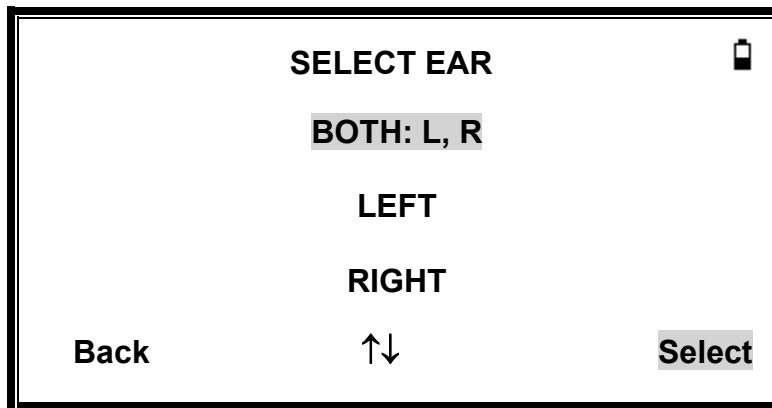 SELECT EAR
BOTH: L, R
LEFT
RIGHT
Back ↑↓ Select